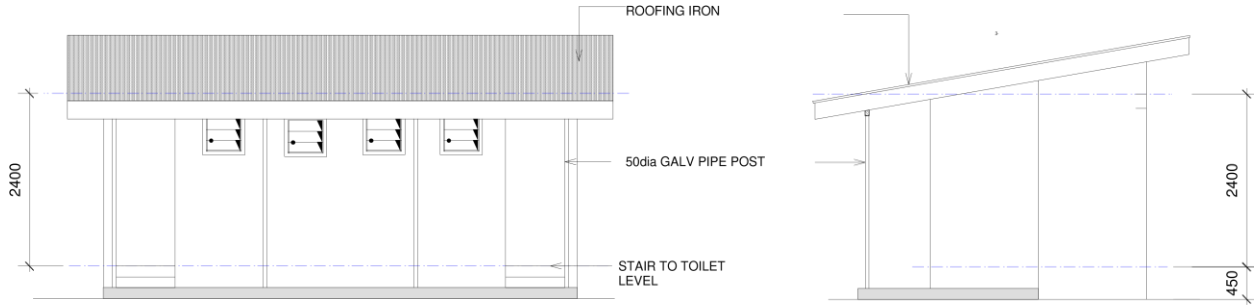 ROOFING IRON
2400
50dia GALV PIPE POST
STAIR TO TOILET
LEVEL
2400
450